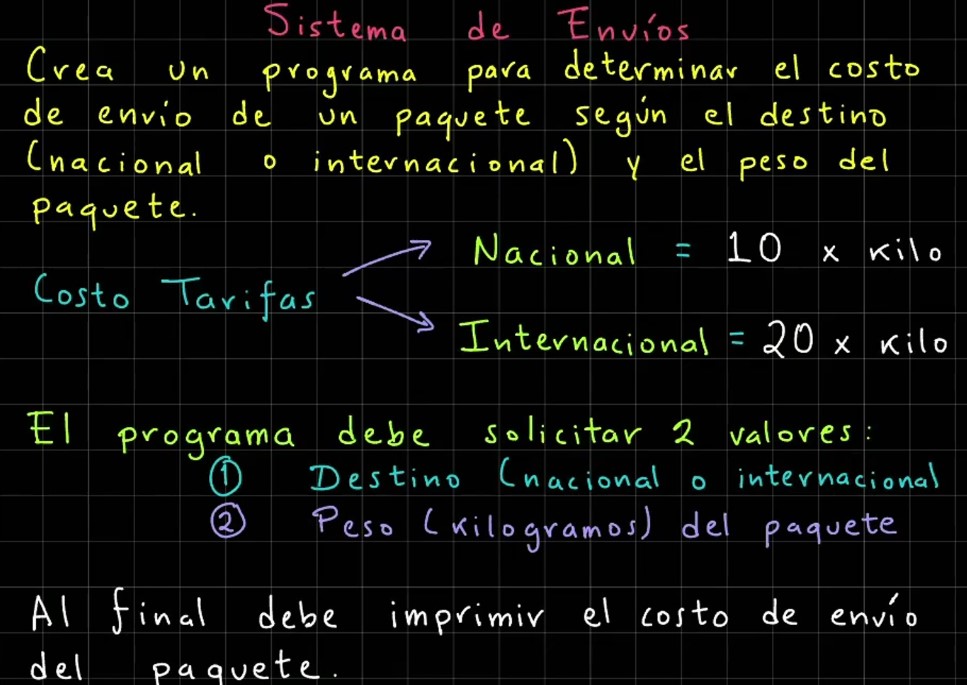 Sistema de Envíos
Crea un programa para determinar el costo
de envio de un paquete según el destino
(nacional o internacional) y el peso del
paquete.
Nacional = 10 x kilo
Costo Tarifas
Internacional = 20 x kilo
El programa debe solicitar 2 valores:
① Destino (nacional o internacional
② Peso (kilogramos) del paquete
Al final debe imprimir el costo de envío
del paquete.